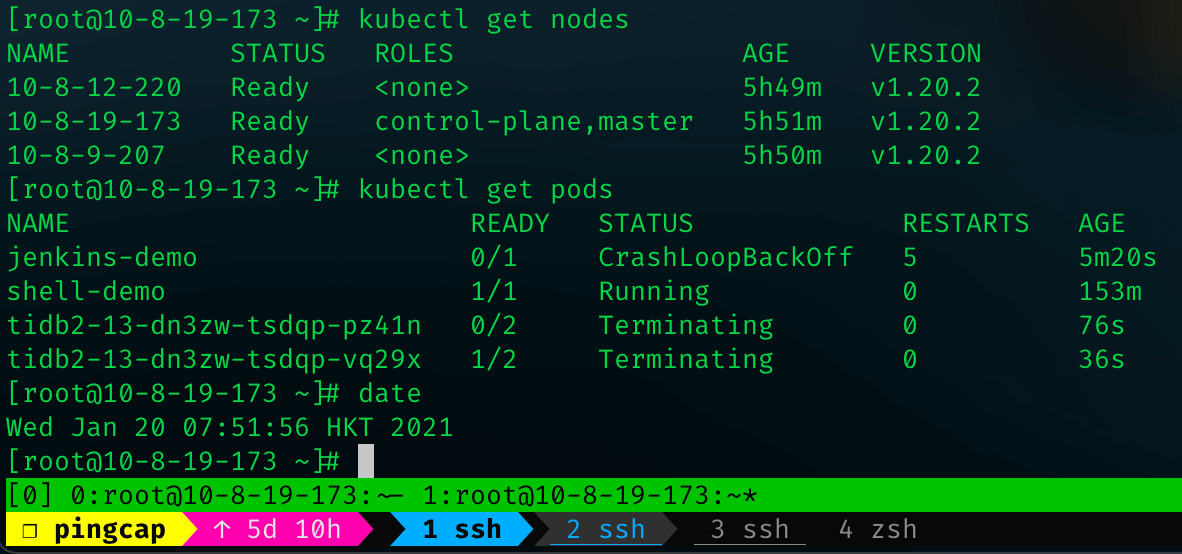 [root@10-8-19-173 ~]# kubectl get nodes
NAME STATUS ROLES AGE VERSION
10-8-12-220 Ready <none> 5h49m v1.20.2
10-8-19-173 Ready control-plane,master 5h51m v1.20.2
10-8-9-207 Ready <none> 5h50m v1.20.2
[root@10-8-19-173 ~]# kubectl get pods
NAME READY STATUS RESTARTS AGE
jenkins-demo 0/1 CrashLoopBackOff 5 5m20s
shell-demo 1/1 Running 0 153m
tidb2-13-dn3zw-tsdqp-pz41n 0/2 Terminating 0 76s
tidb2-13-dn3zw-tsdqp-vq29x 1/2 Terminating 0 36s
[root@10-8-19-173 ~]# date
Wed Jan 20 07:51:56 HKT 2021
[root@10-8-19-173 ~]#
[0] 0:root@10-8-19-173:~- 1:root@10-8-19-173:~*
❐ pingcap ↑ 5d 10h 1 ssh 2 ssh 3 ssh 4 zsh